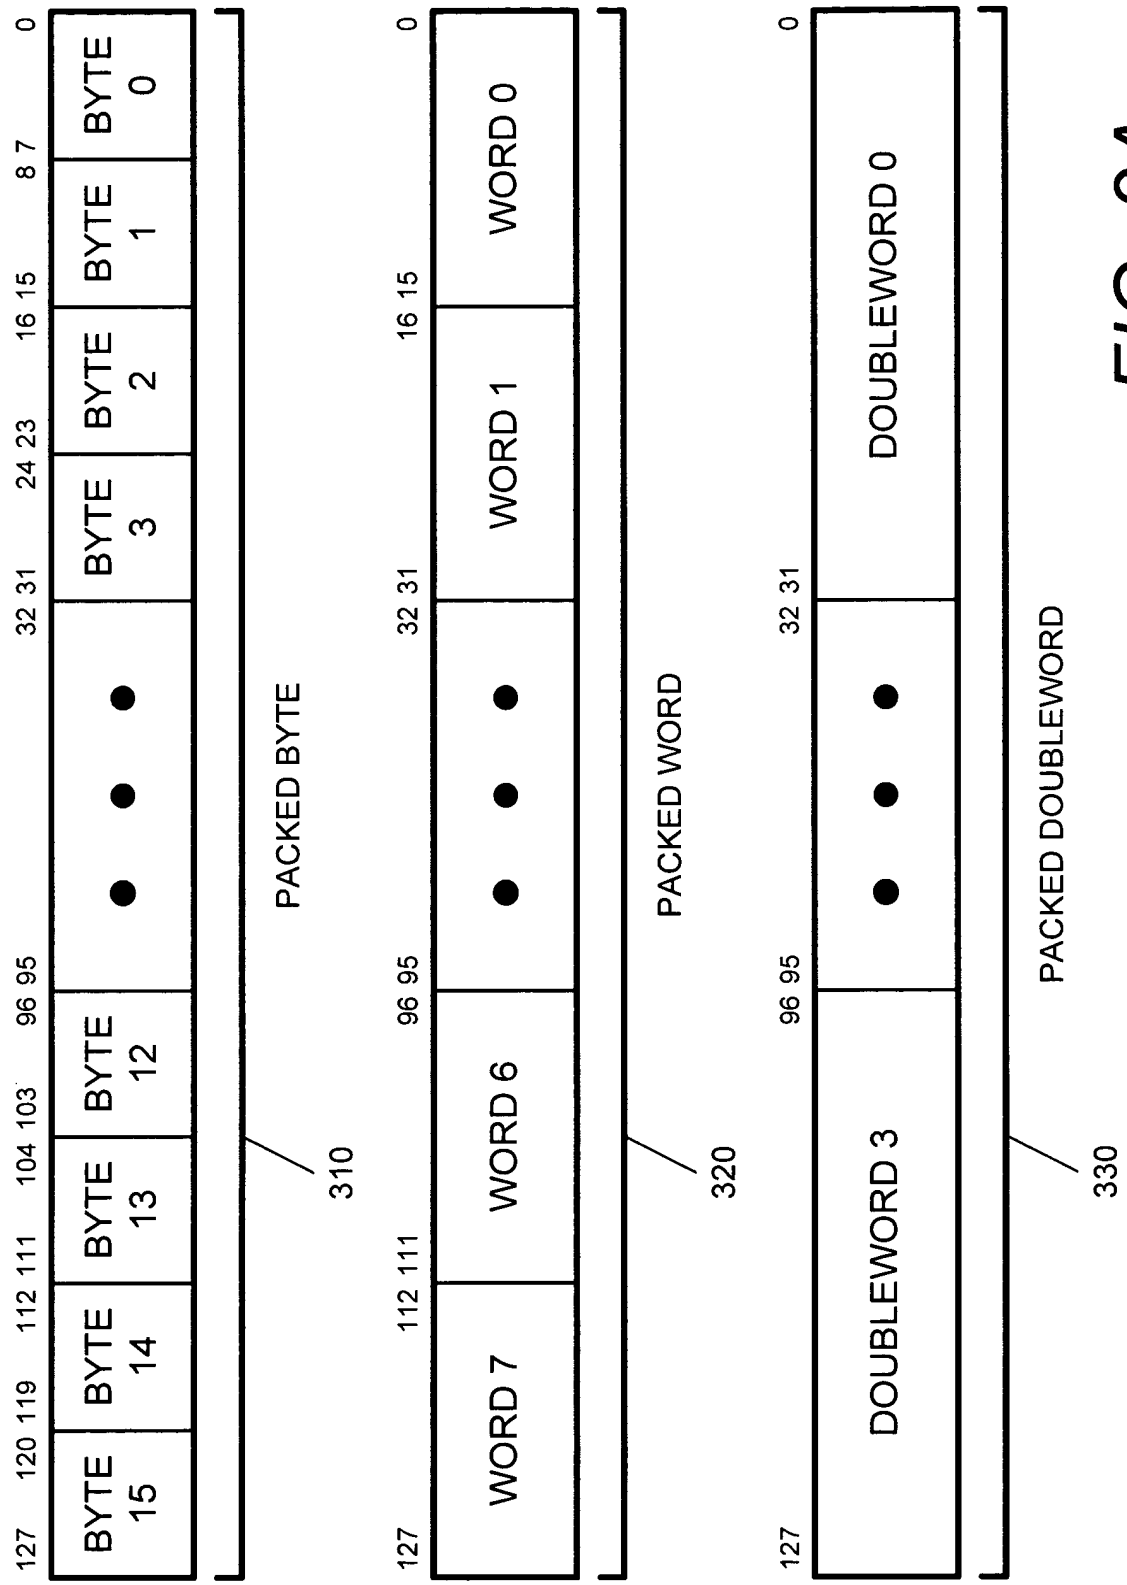 127 120 119 112 111 104 103 96 95 32 31 24 23 16 15 8 7 0
BYTE 15 BYTE 14 BYTE 13 BYTE 12 BYTE 3 BYTE 2 BYTE 1 BYTE 0
PACKED BYTE
310
127 112 111 96 95 32 31 16 15 0
WORD 7 WORD 6 WORD 1 WORD 0
PACKED WORD
320
127 96 95 32 31 0
DOUBLEWORD 3 DOUBLEWORD 0
PACKED DOUBLEWORD
330
FIG.